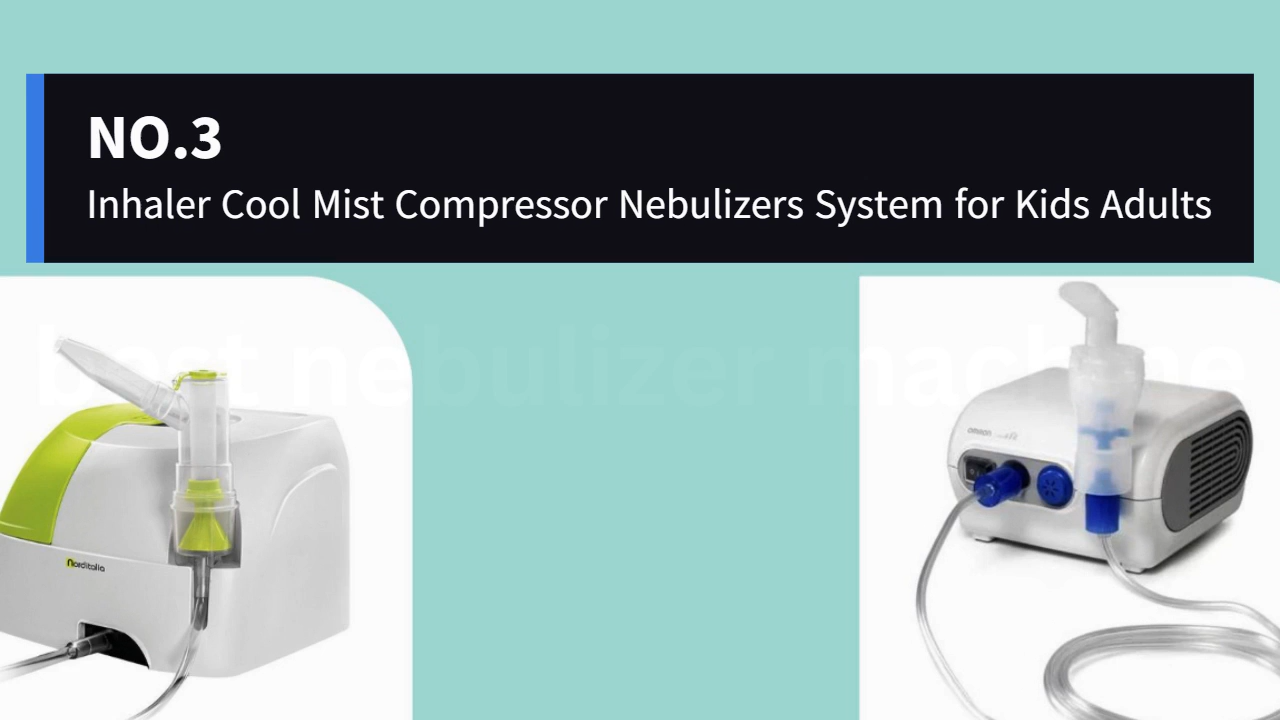 NO.3
Inhaler Cool Mist Compressor Nebulizers System for Kids Adults
best nebulizer machine
omron
Norditalia